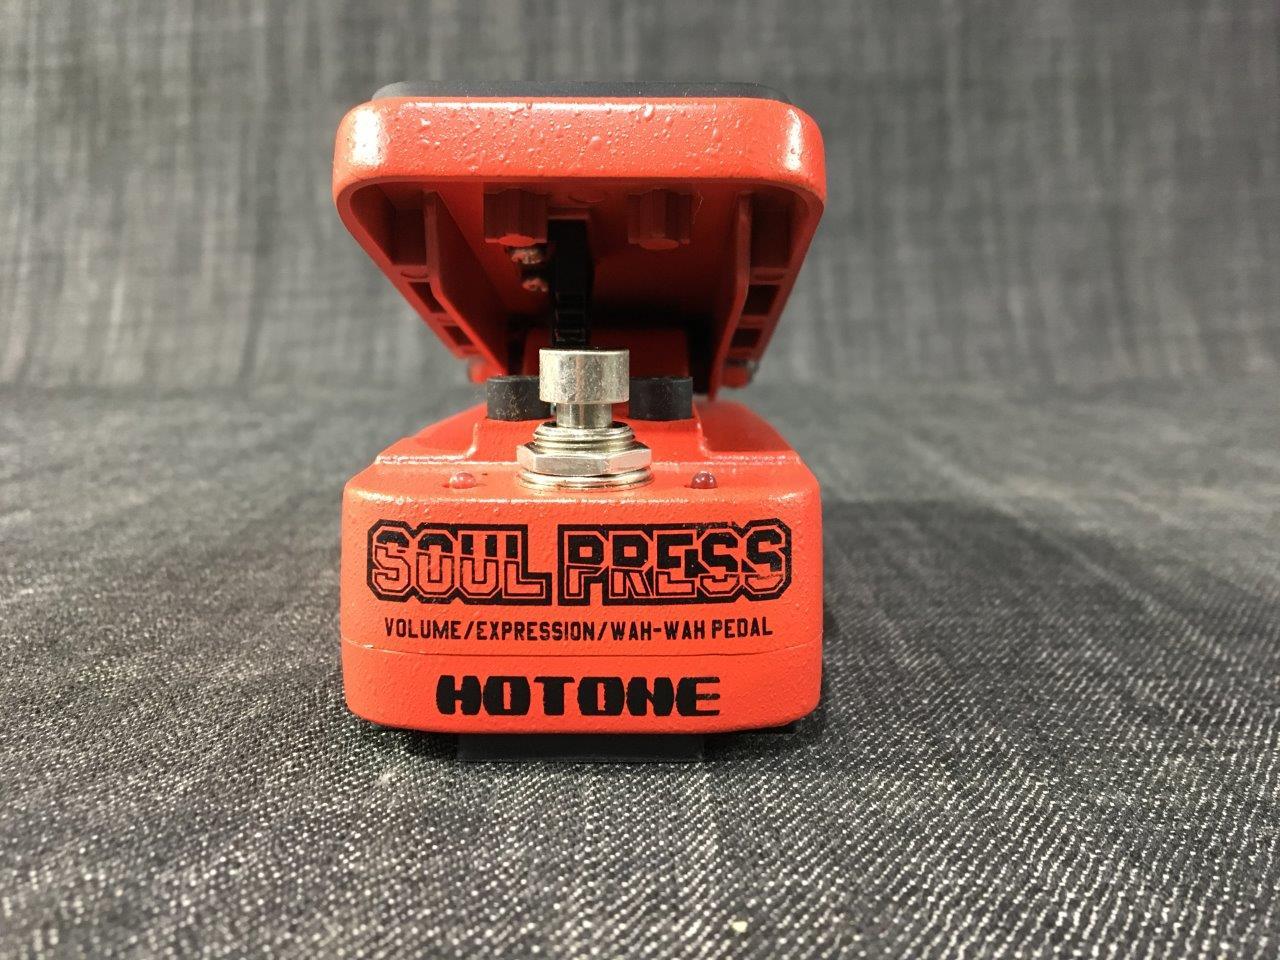 SOUL PRESS
VOLUME/EXPRESSION/WAH-WAH PEDAL
HOTONE